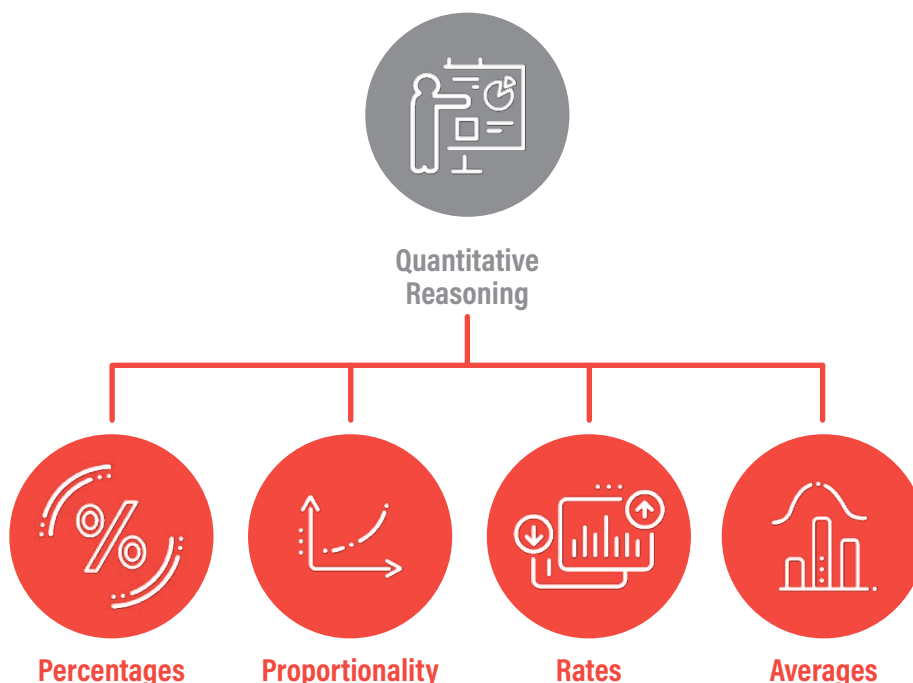 Quantitative
Reasoning
%
Percentages
Proportionality
Rates
Averages